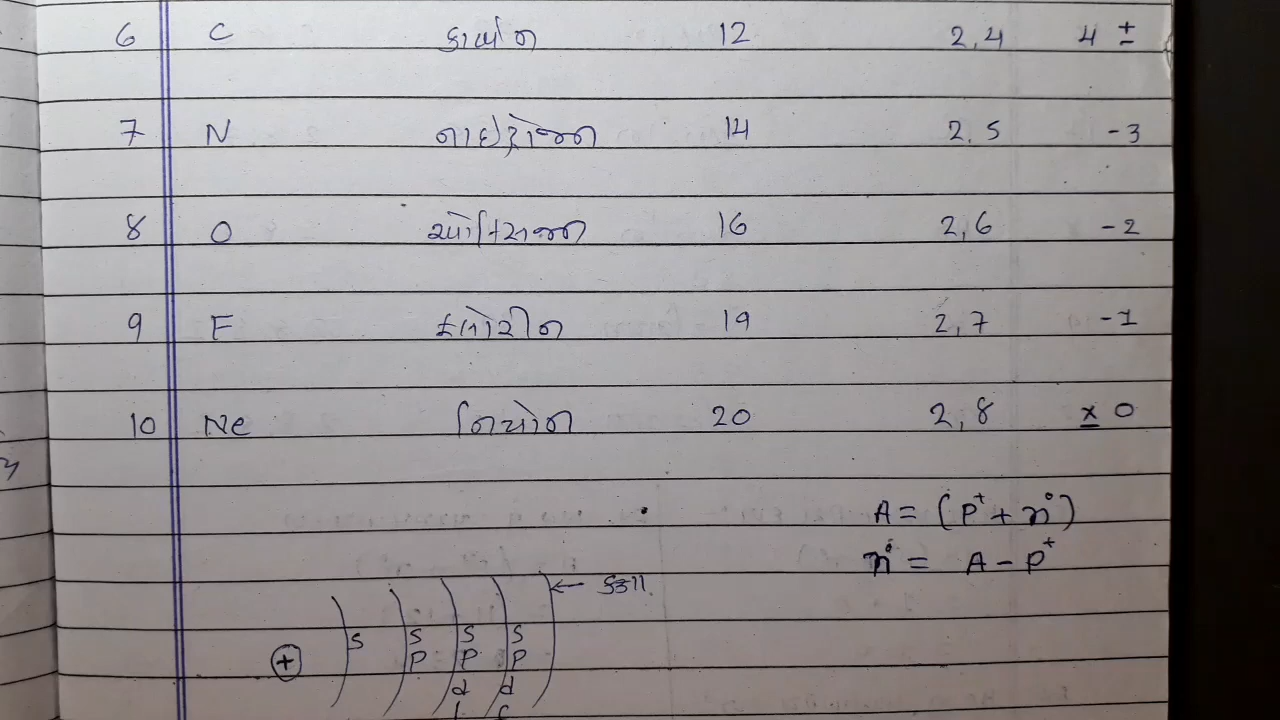 6 C કાર્બન 12 2,4 4 ±
7 N નાઇટ્રોજન 14 2,5 -3
8 O ઓક્સિજન 16 2,6 -2
9 F ફ્લોરીન 19 2,7 -1
10 Ne નિયોન 20 2,8 x 0
A = (p⁺ + n⁰)
n⁰ = A - p⁺
← કક્ષા
s s s s
+ p p p
d d